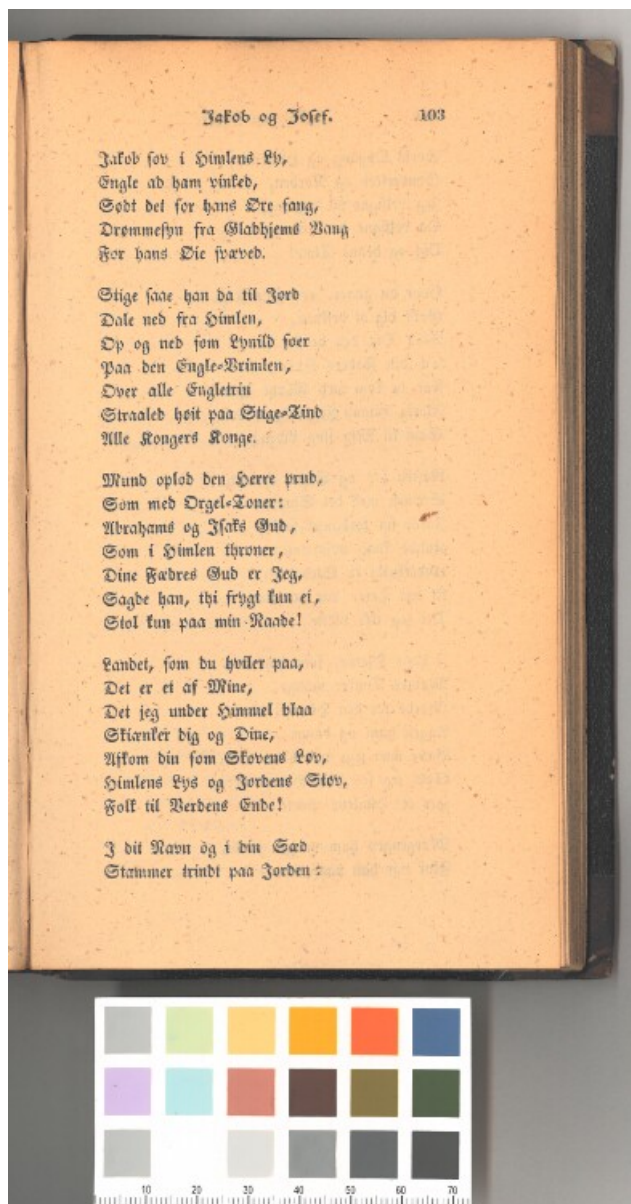 Jakob og Josef. 103
Jakob sov i Himlens Ly,
Engle ad ham vinked,
Sødt det for hans Øre sang,
Drømmesyn fra Gladhjems Vang
For hans Øie svæved.
Stige saae han da til Jord
Dale ned fra Himlen,
Op og ned som Lynild foer
Paa den Engle-Vrimlen,
Over alle Engletrin
Straaled høit paa Stige-Tind
Alle Kongers Konge.
Mund oplod den Herre prud,
Som med Orgel-Toner:
Abrahams og Isaks Gud,
Som i Himlen throner,
Dine Fædres Gud er Jeg,
Sagde han, thi frygt kun ei,
Stol kun paa min Naade!
Landet, som du hviler paa,
Det er et af Mine,
Det jeg under Himmel blaa
Skiænker dig og Dine,
Afkom din som Skovens Løv,
Himlens Lys og Jordens Støv,
Folk til Verdens Ende!
I dit Navn og i din Sæd
Stammer trindt paa Jorden:
10 20 30 40 50 60 70